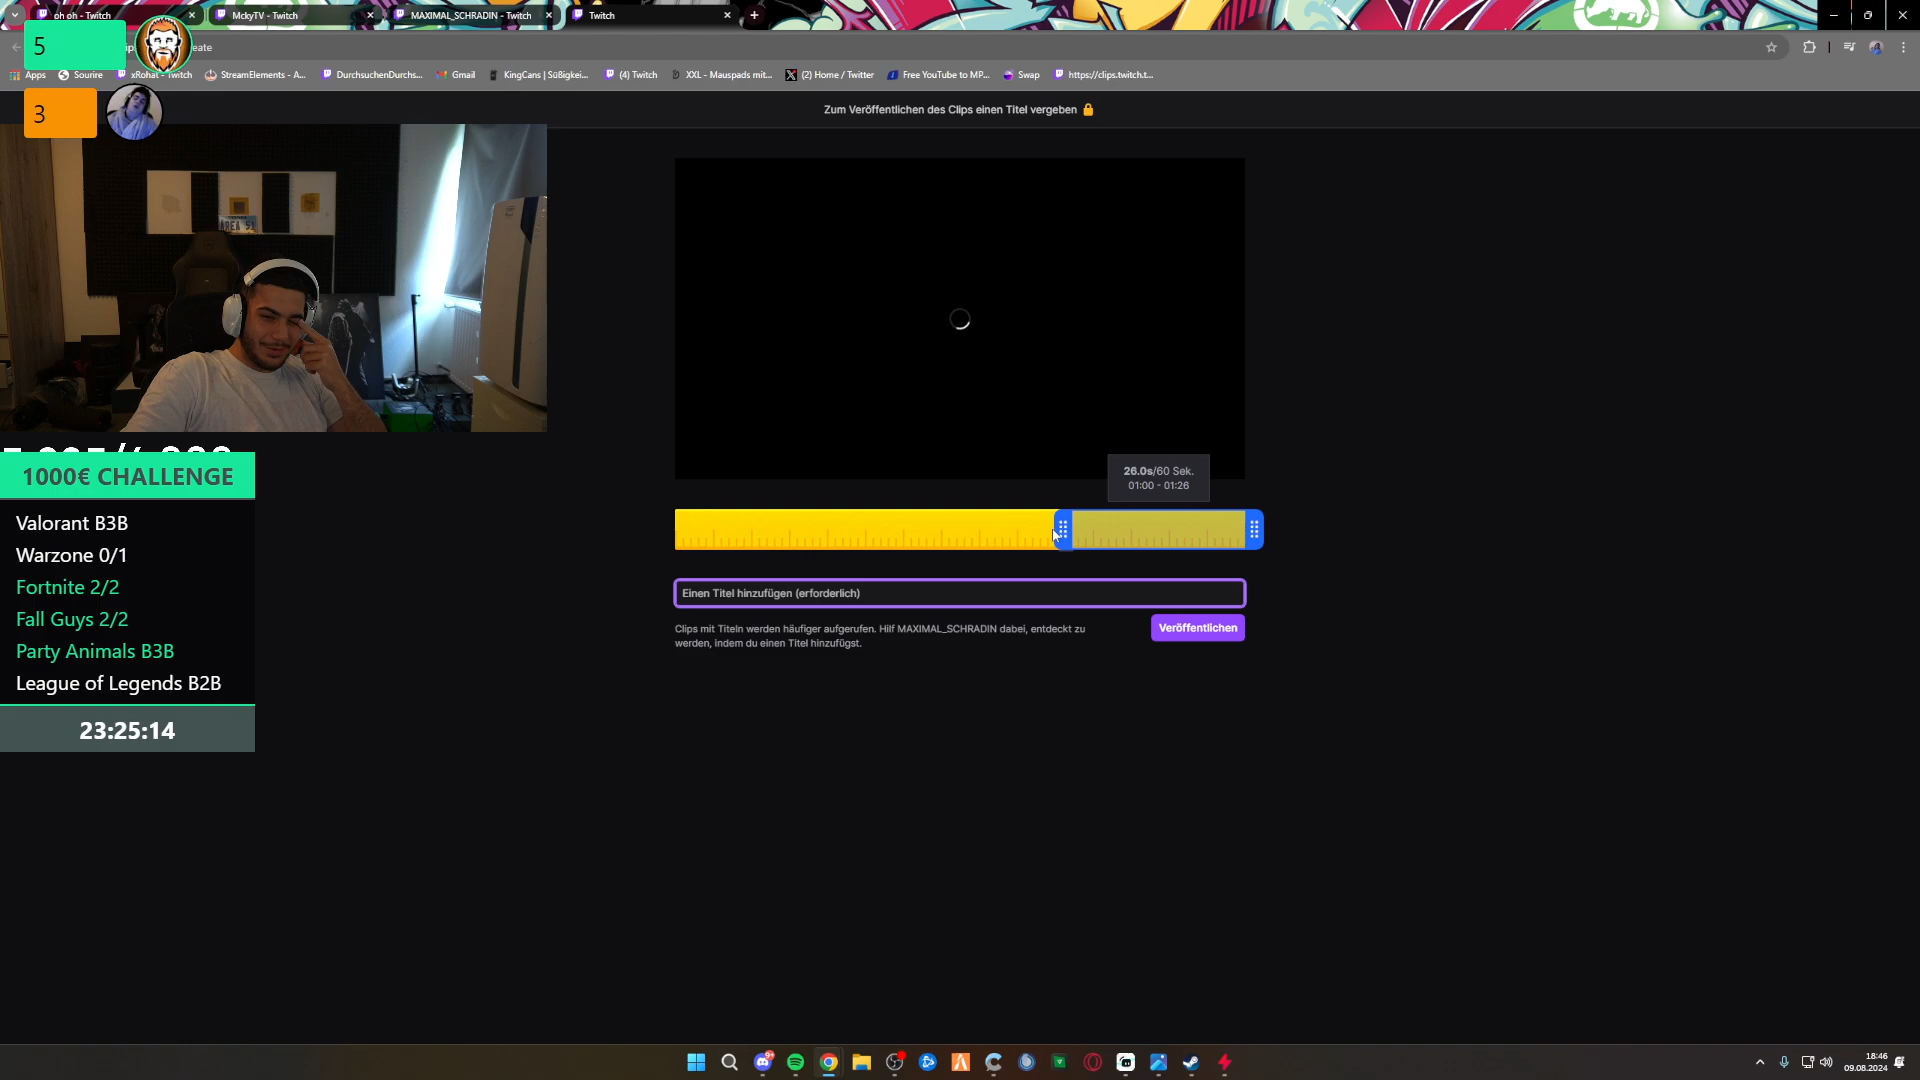 oh oh - Twitch
MckyTV - Twitch
MAXIMAL_SCHRADIN - Twitch
Twitch
5
eate
Apps
Sourire
xRohat - Twitch
StreamElements - A...
DurchsuchenDurchs...
Gmail
KingCans | Süßigkei...
(4) Twitch
XXL - Mauspads mit...
(2) Home / Twitter
Free YouTube to MP...
Swap
https://clips.twitch.t...
3
Zum Veröffentlichen des Clips einen Titel vergeben
26.0s/60 Sek.
01:00 - 01:26
1000€ CHALLENGE
Valorant B3B
Warzone 0/1
Fortnite 2/2
Fall Guys 2/2
Party Animals B3B
League of Legends B2B
23:25:14
Einen Titel hinzufügen (erforderlich)
Clips mit Titeln werden häufiger aufgerufen. Hilf MAXIMAL_SCHRADIN dabei, entdeckt zu
werden, indem du einen Titel hinzufügst.
Veröffentlichen
18:46
09.08.2024